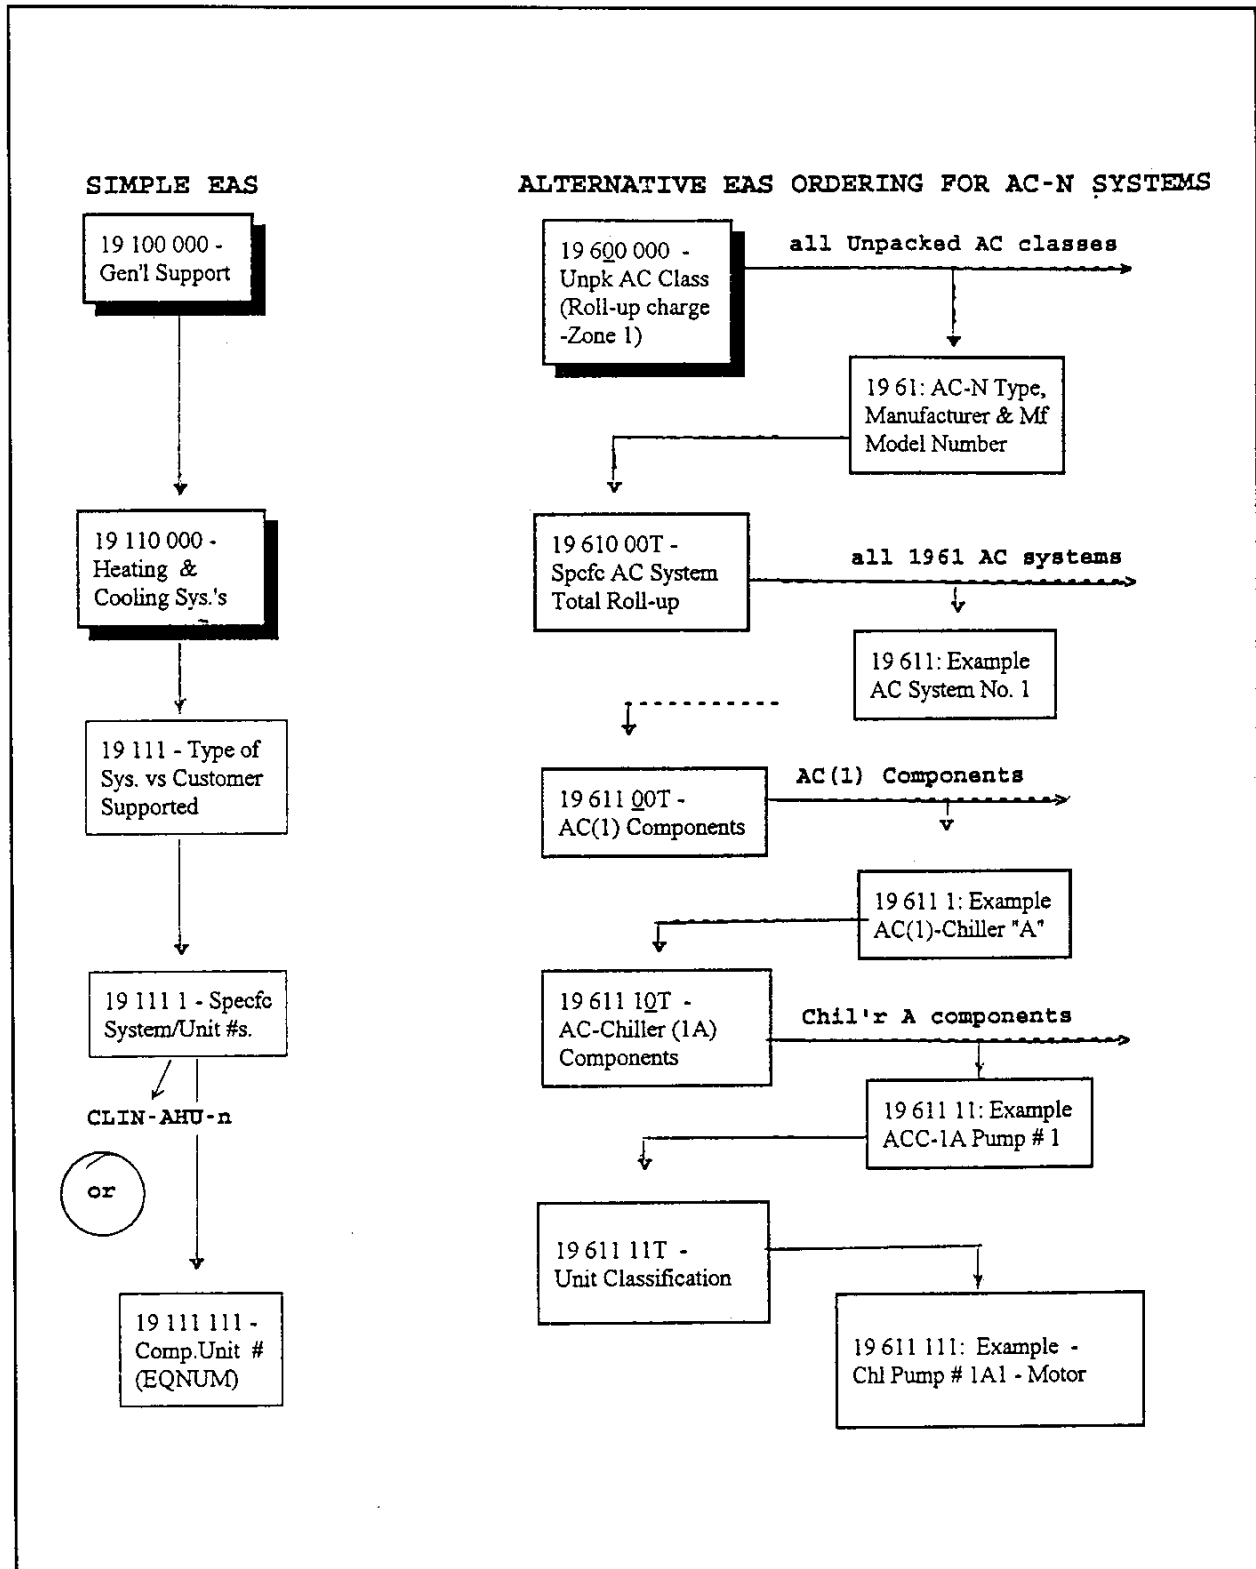 SIMPLE EAS
19 100 000 -
Gen'l Support
19 110 000 -
Heating &
Cooling Sys.'s
19 111 - Type of
Sys. vs Customer
Supported
19 111 1 - Specfc
System/Unit #s.
CLIN-AHU-n
or
19 111 111 -
Comp.Unit #
(EQNUM)
ALTERNATIVE EAS ORDERING FOR AC-N SYSTEMS
19 600 000 -
Unpk AC Class
(Roll-up charge
-Zone 1)
all Unpacked AC classes
19 61: AC-N Type,
Manufacturer & Mf
Model Number
19 610 00T -
Spcfc AC System
Total Roll-up
all 1961 AC systems
19 611: Example
AC System No. 1
19 611 00T -
AC(1) Components
AC(1) Components
19 611 1: Example
AC(1)-Chiller "A"
19 611 10T -
AC-Chiller (1A)
Components
Chil'r A components
19 611 11: Example
ACC-1A Pump # 1
19 611 11T -
Unit Classification
19 611 111: Example -
Chl Pump # 1A1 - Motor